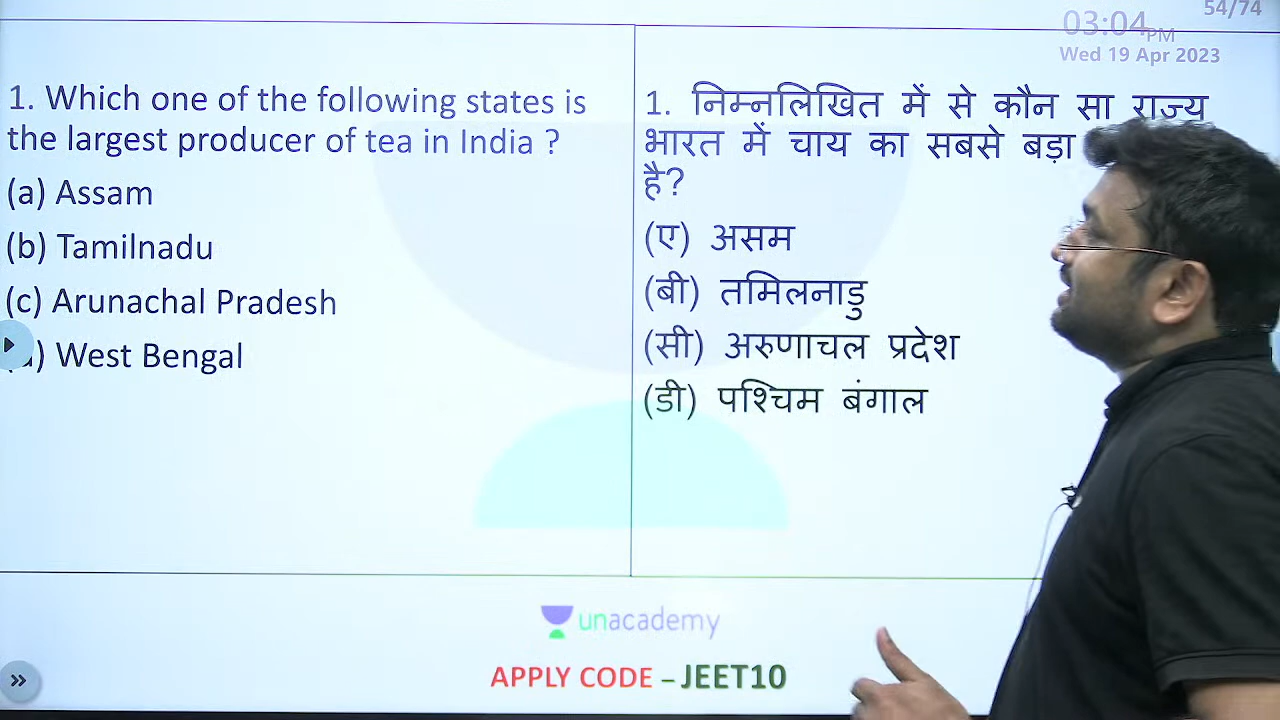 03:04 PM
54/74
Wed 19 Apr 2023
1. Which one of the following states is
the largest producer of tea in India ?
(a) Assam
(b) Tamilnadu
(c) Arunachal Pradesh
) West Bengal
1. निम्नलिखित में से कौन सा राज्य
भारत में चाय का सबसे बड़ा
है?
(ए) असम
(बी) तमिलनाडु
(सी) अरुणाचल प्रदेश
(डी) पश्चिम बंगाल
unacademy
APPLY CODE – JEET10